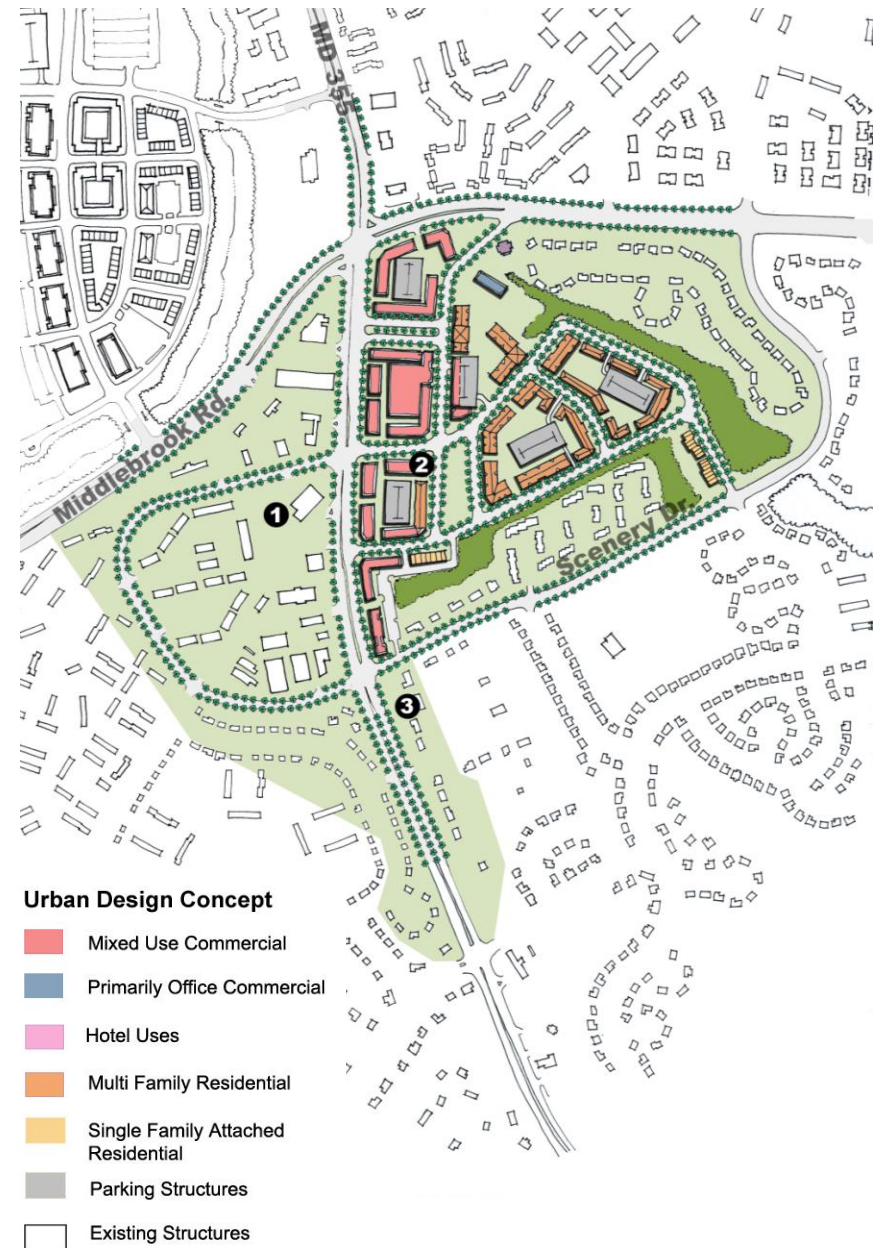 MD 355
Middlebrook Rd.
1
2
Scenery Dr.
3
Urban Design Concept
Mixed Use Commercial
Primarily Office Commercial
Hotel Uses
Multi Family Residential
Single Family Attached
Residential
Parking Structures
Existing Structures